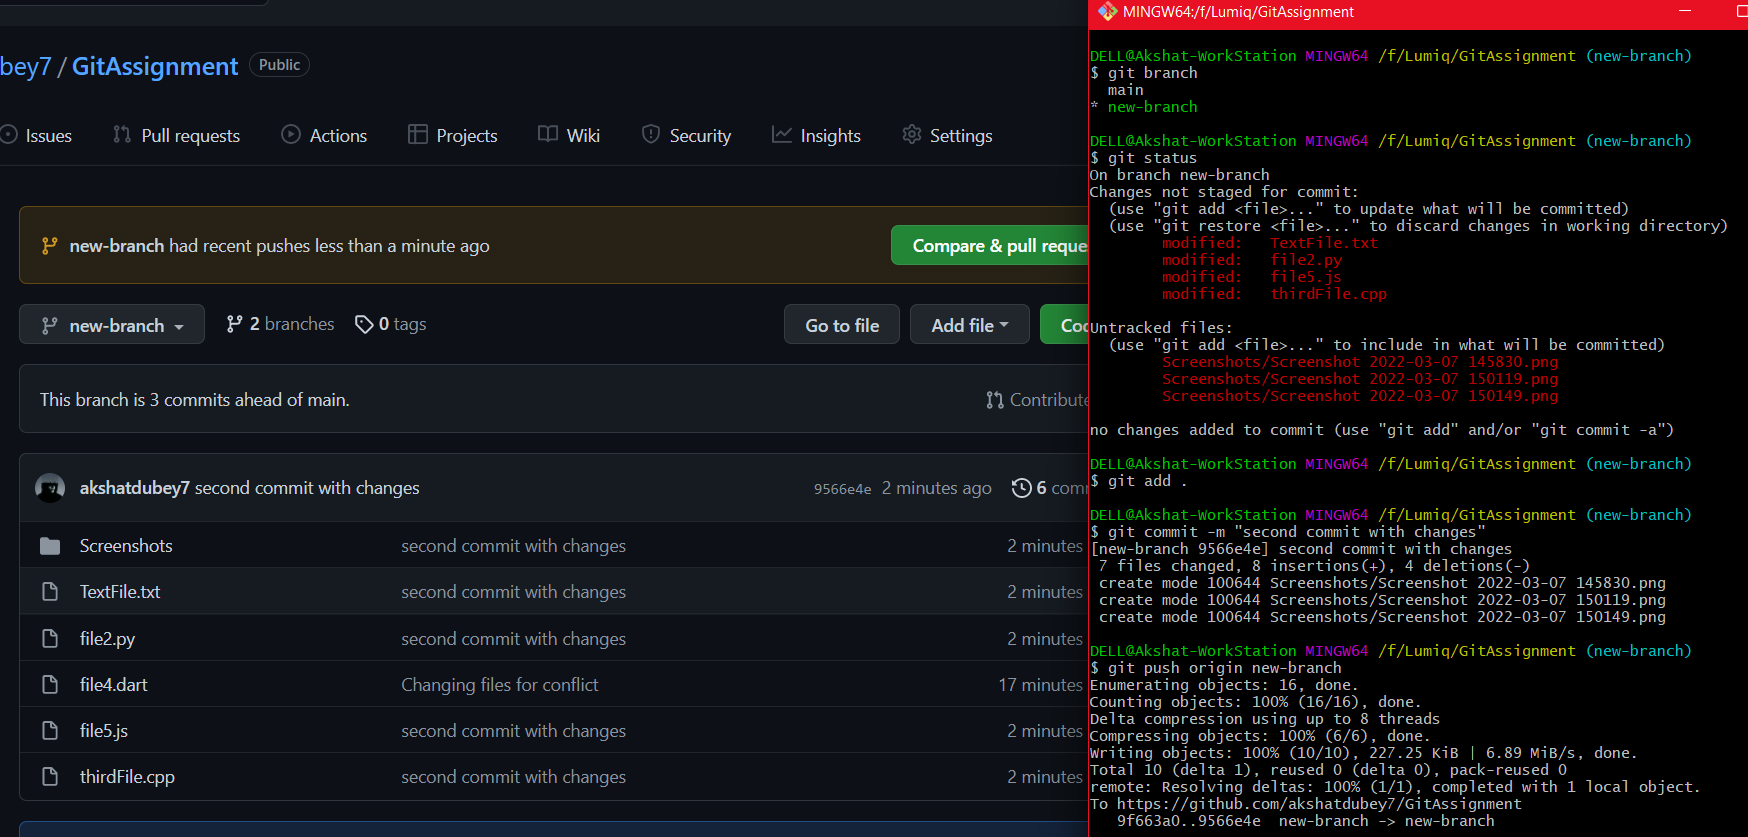 bey7 / GitAssignment Public
Issues Pull requests Actions Projects Wiki Security Insights Settings
new-branch had recent pushes less than a minute ago
Compare & pull reque
new-branch 2 branches 0 tags
Go to file Add file Co
This branch is 3 commits ahead of main.
Contribute
akshatdubey7 second commit with changes 9566e4e 2 minutes ago 6 com
Screenshots second commit with changes 2 minutes
TextFile.txt second commit with changes 2 minutes
file2.py second commit with changes 2 minutes
file4.dart Changing files for conflict 17 minutes
file5.js second commit with changes 2 minutes
thirdFile.cpp second commit with changes 2 minutes
MINGW64:/f/Lumiq/GitAssignment
DELL@Akshat-WorkStation MINGW64 /f/Lumiq/GitAssignment (new-branch)
$ git branch
main
* new-branch
DELL@Akshat-WorkStation MINGW64 /f/Lumiq/GitAssignment (new-branch)
$ git status
On branch new-branch
Changes not staged for commit:
(use "git add <file>..." to update what will be committed)
(use "git restore <file>..." to discard changes in working directory)
modified: TextFile.txt
modified: file2.py
modified: file5.js
modified: thirdFile.cpp
Untracked files:
(use "git add <file>..." to include in what will be committed)
Screenshots/Screenshot 2022-03-07 145830.png
Screenshots/Screenshot 2022-03-07 150119.png
Screenshots/Screenshot 2022-03-07 150149.png
no changes added to commit (use "git add" and/or "git commit -a")
DELL@Akshat-WorkStation MINGW64 /f/Lumiq/GitAssignment (new-branch)
$ git add .
DELL@Akshat-WorkStation MINGW64 /f/Lumiq/GitAssignment (new-branch)
$ git commit -m "second commit with changes"
[new-branch 9566e4e] second commit with changes
7 files changed, 8 insertions(+), 4 deletions(-)
create mode 100644 Screenshots/Screenshot 2022-03-07 145830.png
create mode 100644 Screenshots/Screenshot 2022-03-07 150119.png
create mode 100644 Screenshots/Screenshot 2022-03-07 150149.png
DELL@Akshat-WorkStation MINGW64 /f/Lumiq/GitAssignment (new-branch)
$ git push origin new-branch
Enumerating objects: 16, done.
Counting objects: 100% (16/16), done.
Delta compression using up to 8 threads
Compressing objects: 100% (6/6), done.
Writing objects: 100% (10/10), 227.25 KiB | 6.89 MiB/s, done.
Total 10 (delta 1), reused 0 (delta 0), pack-reused 0
remote: Resolving deltas: 100% (1/1), completed with 1 local object.
To https://github.com/akshatdubey7/GitAssignment
9f663a0..9566e4e new-branch -> new-branch